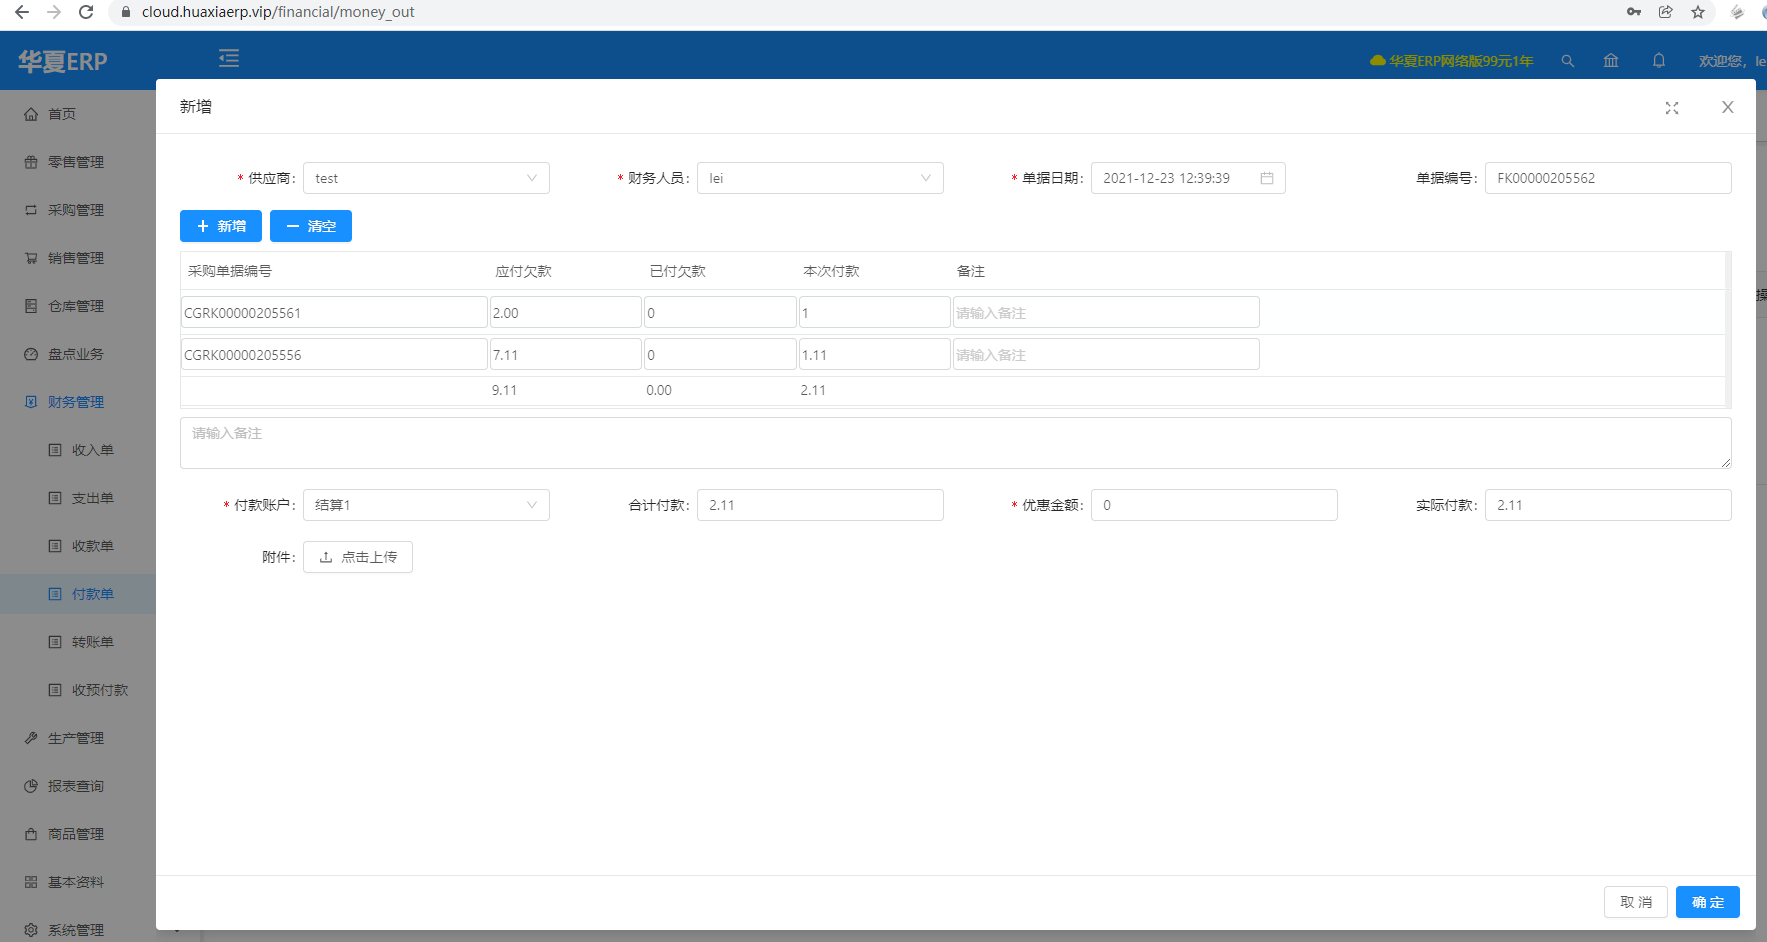 cloud.huaxiaerp.vip/financial/money_out
华夏ERP
华夏ERP网络版99元1年
欢迎您，le
首页
零售管理
采购管理
销售管理
仓库管理
盘点业务
财务管理
收入单
支出单
收款单
付款单
转账单
收预付款
生产管理
报表查询
商品管理
基本资料
系统管理
新增
* 供应商: test
* 财务人员: lei
* 单据日期: 2021-12-23 12:39:39
单据编号: FK00000205562
+ 新增
— 清空
采购单据编号 应付欠款 已付欠款 本次付款 备注
CGRK00000205561 2.00 0 1 请输入备注
CGRK00000205556 7.11 0 1.11 请输入备注
9.11 0.00 2.11
请输入备注
* 付款账户: 结算1
合计付款: 2.11
* 优惠金额: 0
实际付款: 2.11
附件: 点击上传
取 消
确 定